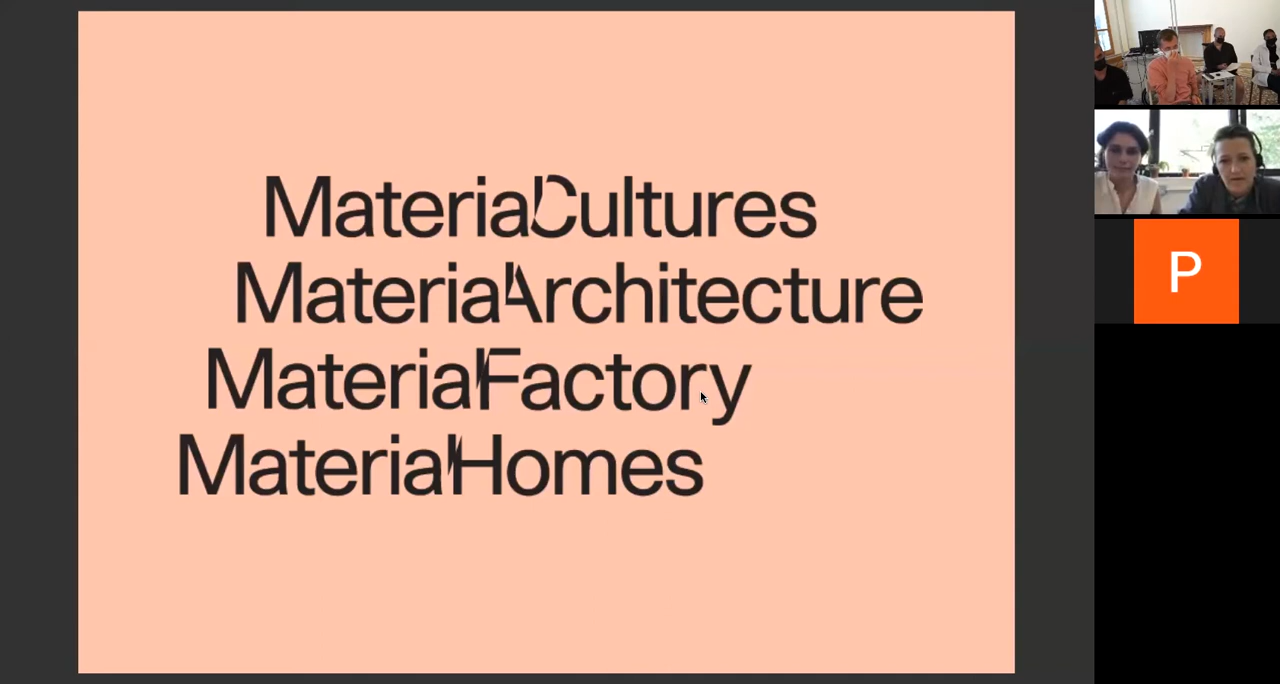 MaterialCultures
MaterialArchitecture
MaterialFactory
MaterialHomes
P